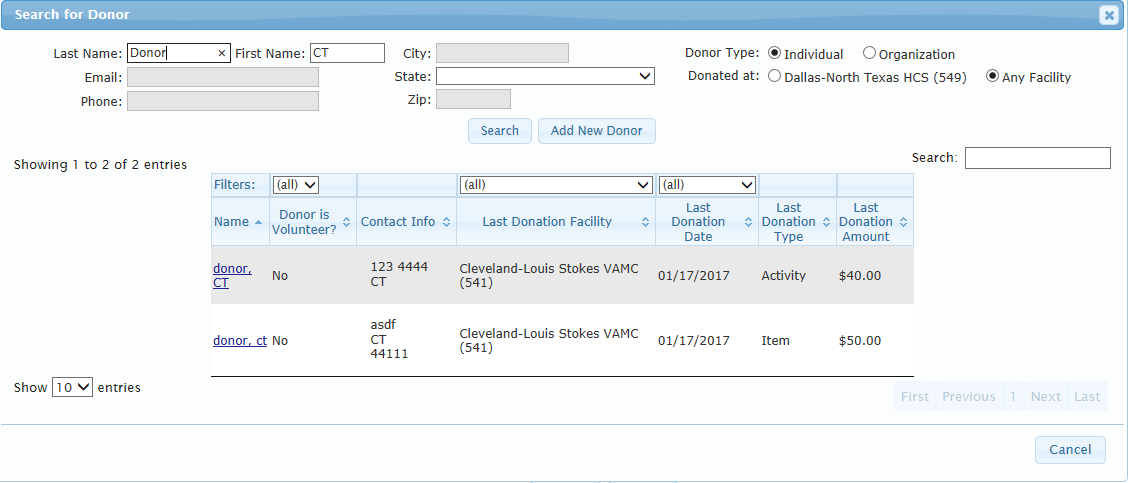 Search for Donor
Last Name: Donor × First Name: CT City: Donor Type: Individual Organization
Email: State: Donated at: Dallas-North Texas HCS (549) Any Facility
Phone: Zip:
Search Add New Donor
Showing 1 to 2 of 2 entries Search:
Filters: (all) (all) (all)
Name Donor is Volunteer? Contact Info Last Donation Facility Last Donation Date Last Donation Type Last Donation Amount
donor, CT No 123 4444 CT Cleveland-Louis Stokes VAMC (541) 01/17/2017 Activity $40.00
donor, ct No asdf CT 44111 Cleveland-Louis Stokes VAMC (541) 01/17/2017 Item $50.00
Show 10 entries First Previous 1 Next Last
Cancel